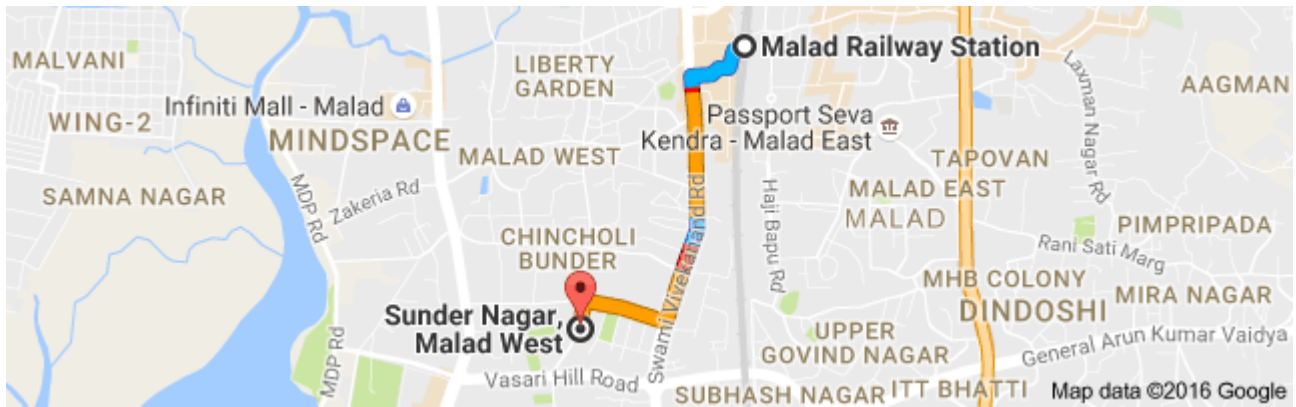 Malad Railway Station
MALVANI
LIBERTY
GARDEN
AAGMAN
Laxman Nagar Rd
Infiniti Mall - Malad
WING-2
Passport Seva
Kendra - Malad East
MINDSPACE
MALAD WEST
TAPOVAN
SAMNA NAGAR
Zakeria Rd
MDP Rd
MALAD EAST
MALAD
Haji Bapu Rd
Swami Vivekanand Rd
PIMPRIPADA
Rani Sati Marg
CHINCHOLI
BUNDER
MHB COLONY
DINDOSHI
MIRA NAGAR
Sunder Nagar,
Malad West
UPPER
GOVIND NAGAR
General Arun Kumar Vaidya
MDP Rd
Vasari Hill Road
Swami Vivekanand Rd
SUBHASH NAGAR
ITT BHATTI
Map data ©2016 Google